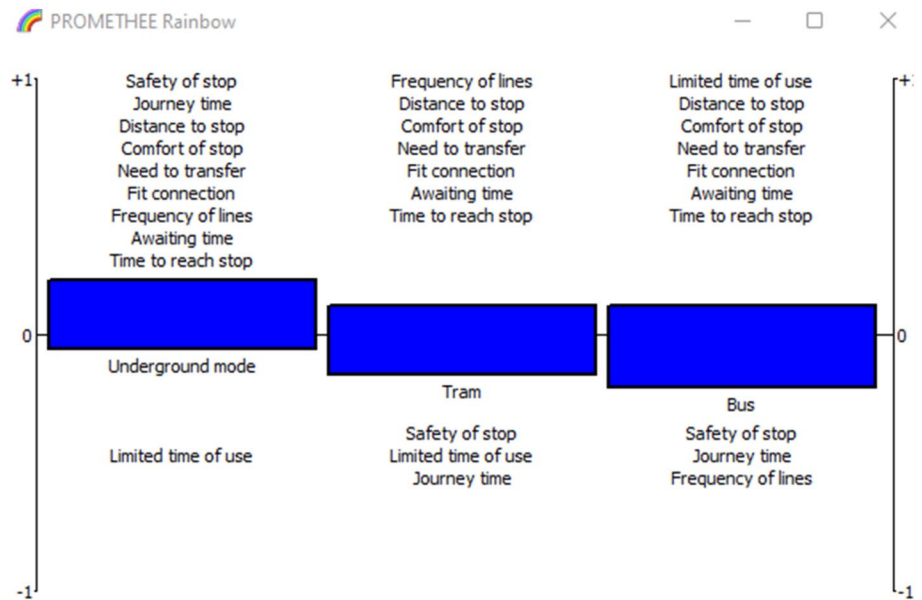 PROMETHEE Rainbow
+1
Safety of stop
Journey time
Distance to stop
Comfort of stop
Need to transfer
Fit connection
Frequency of lines
Awaiting time
Time to reach stop
0
Underground mode
Limited time of use
-1
Frequency of lines
Distance to stop
Comfort of stop
Need to transfer
Fit connection
Awaiting time
Time to reach stop
Tram
Safety of stop
Limited time of use
Journey time
Limited time of use
Distance to stop
Comfort of stop
Need to transfer
Fit connection
Awaiting time
Time to reach stop
Bus
Safety of stop
Journey time
Frequency of lines
+1
0
-1